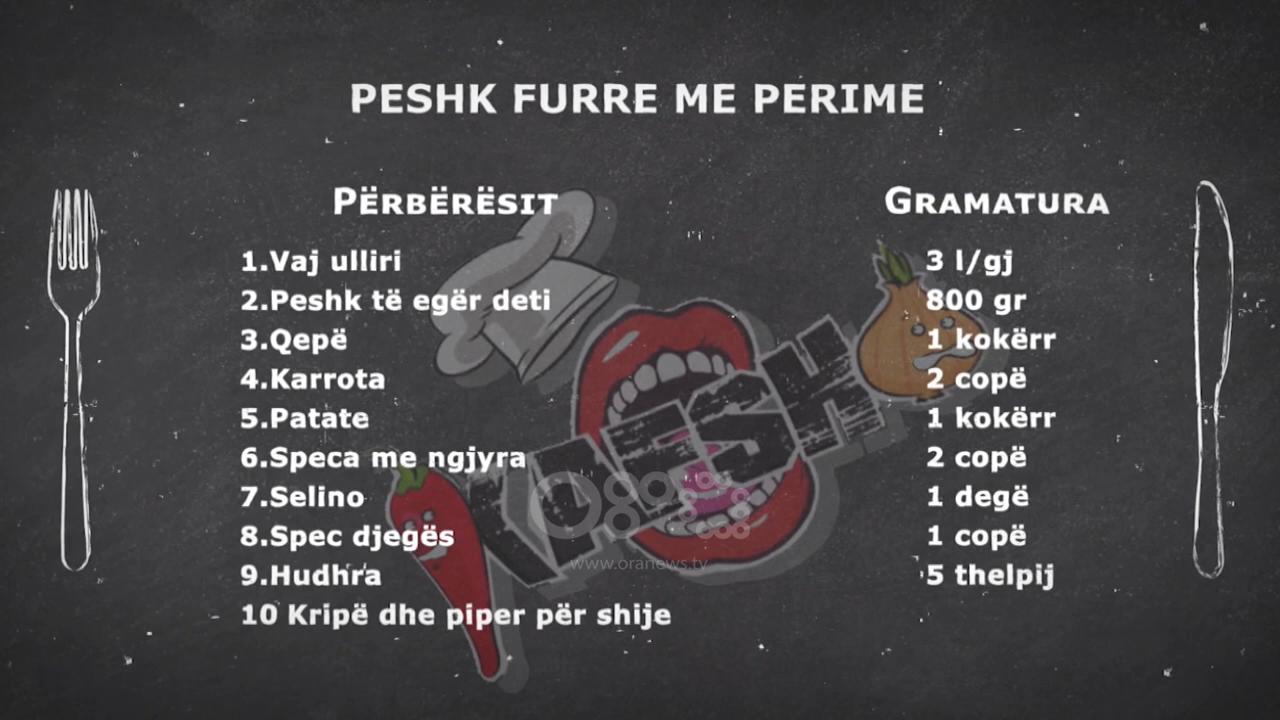 PESHK FURRE ME PERIME
PËRBËRËSIT GRAMATURA
1.Vaj ulliri 3 l/gj
2.Peshk të egër deti 800 gr
3.Qepë 1 kokërr
4.Karrota 2 copë
5.Patate 1 kokërr
6.Speca me ngjyra 2 copë
7.Selino 1 degë
8.Spec djegës 1 copë
9.Hudhra 5 thelpij
10 Kripë dhe piper për shije
KAFSH
www.oranews.tv